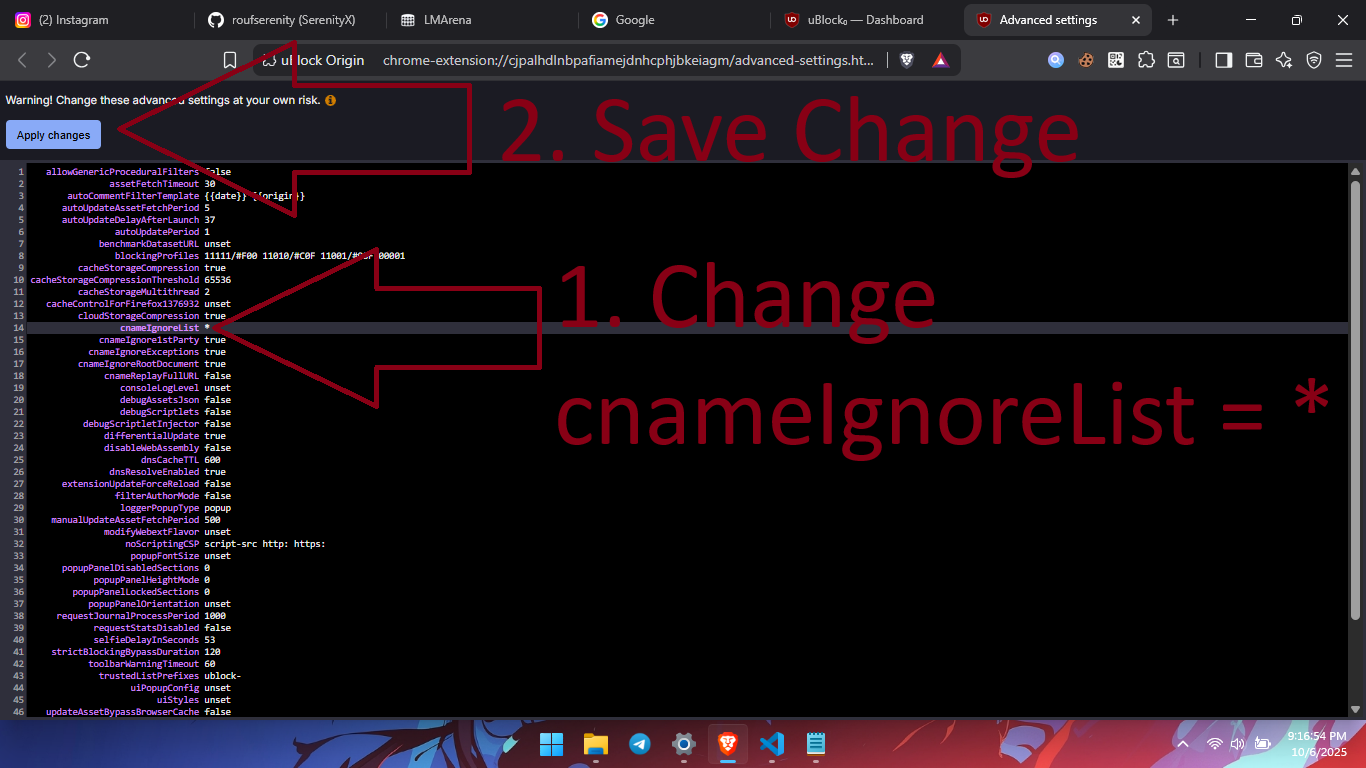 (2) Instagram
roufserenity (SerenityX)
LMArena
Google
uBlock₀ — Dashboard
Advanced settings
uBlock Origin
chrome-extension://cjpalhdlnbpafiamejdnhcphjbkeiagm/advanced-settings.ht...
Warning! Change these advanced settings at your own risk.
Apply changes
2. Save Change
1 allowGenericProceduralFilters false
2 assetFetchTimeout 30
3 autoCommentFilterTemplate {{date}} {{origin}}
4 autoUpdateAssetFetchPeriod 5
5 autoUpdateDelayAfterLaunch 37
6 autoUpdatePeriod 1
7 benchmarkDatasetURL unset
8 blockingProfiles 11111/#F00 11010/#C0F 11001/#00F 00001
9 cacheStorageCompression true
10 cacheStorageCompressionThreshold 65536
11 cacheStorageMultithread 2
12 cacheControlForFirefox1376932 unset
13 cloudStorageCompression true
14 cnameIgnoreList *
15 cnameIgnore1stParty true
16 cnameIgnoreExceptions true
17 cnameIgnoreRootDocument true
18 cnameReplayFullURL false
19 consoleLogLevel unset
20 debugAssetsJson false
21 debugScriptlets false
22 debugScriptletInjector false
23 differentialUpdate true
24 disableWebAssembly false
25 dnsCacheTTL 600
26 dnsResolveEnabled true
27 extensionUpdateForceReload false
28 filterAuthorMode false
29 loggerPopupType popup
30 manualUpdateAssetFetchPeriod 500
31 modifyWebextFlavor unset
32 noScriptingCSP script-src http: https:
33 popupFontSize unset
34 popupPanelDisabledSections 0
35 popupPanelHeightMode 0
36 popupPanelLockedSections 0
37 popupPanelOrientation unset
38 requestJournalProcessPeriod 1000
39 requestStatsDisabled false
40 selfieDelayInSeconds 53
41 strictBlockingBypassDuration 120
42 toolbarWarningTimeout 60
43 trustedListPrefixes ublock-
44 uiPopupConfig unset
45 uiStyles unset
46 updateAssetBypassBrowserCache false
1. Change
cnameIgnoreList = *
9:16:54 PM
10/6/2025